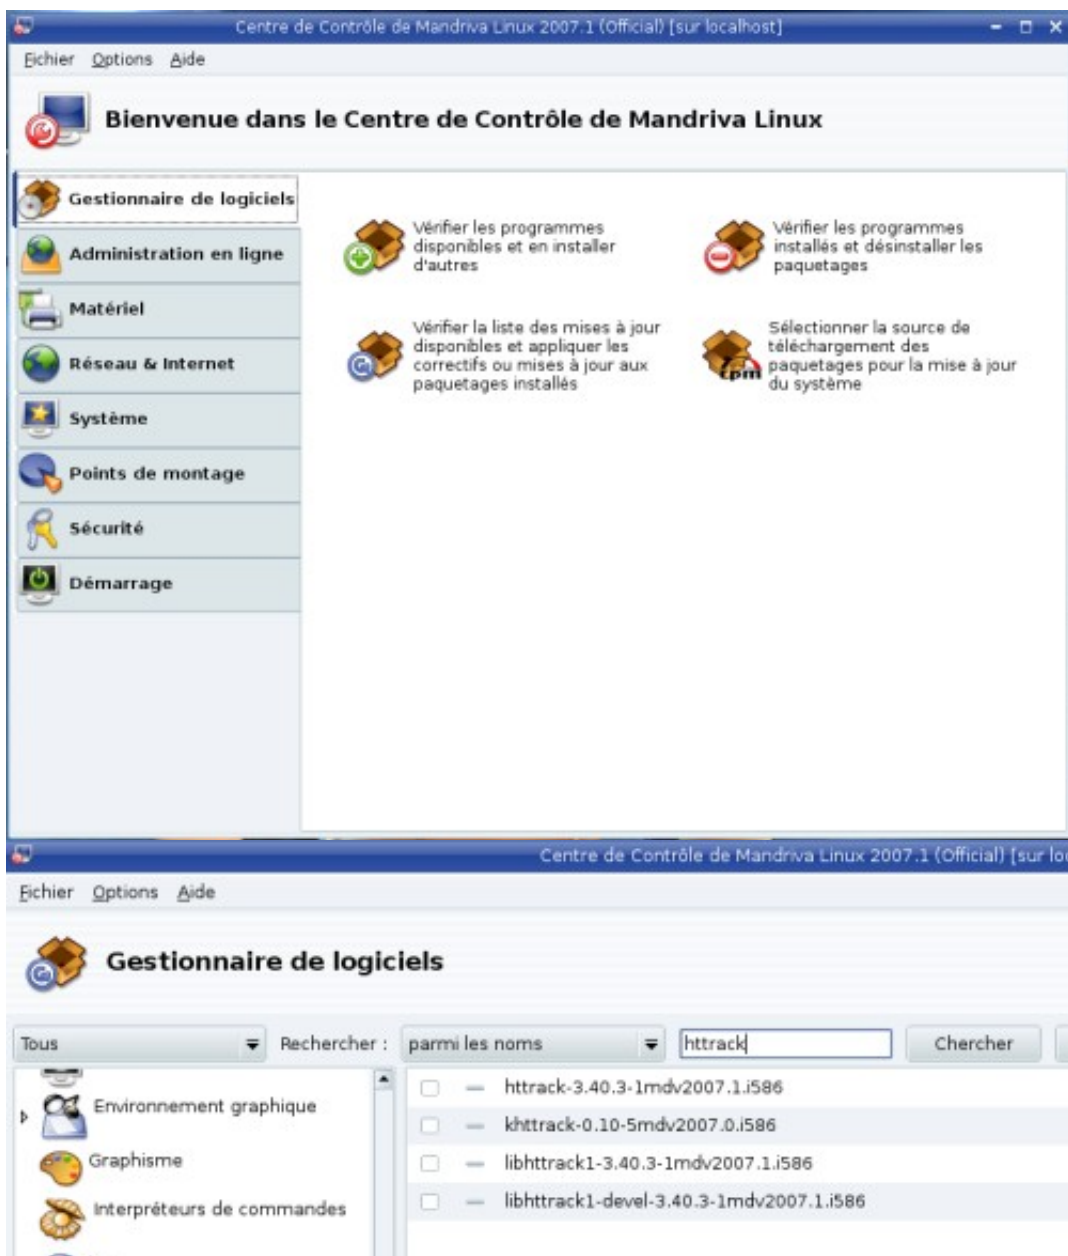 Centre de Contrôle de Mandriva Linux 2007.1 (Official) [sur localhost]
Fichier Options Aide
Bienvenue dans le Centre de Contrôle de Mandriva Linux
Gestionnaire de logiciels
Administration en ligne
Matériel
Réseau & Internet
Système
Points de montage
Sécurité
Démarrage
Vérifier les programmes
disponibles et en installer
d'autres
Vérifier les programmes
installés et désinstaller les
paquetages
Vérifier la liste des mises à jour
disponibles et appliquer les
correctifs ou mises à jour aux
paquetages installés
Sélectionner la source de
téléchargement des
paquetages pour la mise à jour
du système
rpm
Centre de Contrôle de Mandriva Linux 2007.1 (Official) [sur lo
Fichier Options Aide
Gestionnaire de logiciels
Tous Rechercher : parmi les noms httrack Chercher
Environnement graphique
Graphisme
Interpréteurs de commandes
httrack-3.40.3-1mdv2007.1.i586
khttrack-0.10-5mdv2007.0.i586
libhttrack1-3.40.3-1mdv2007.1.i586
libhttrack1-devel-3.40.3-1mdv2007.1.i586